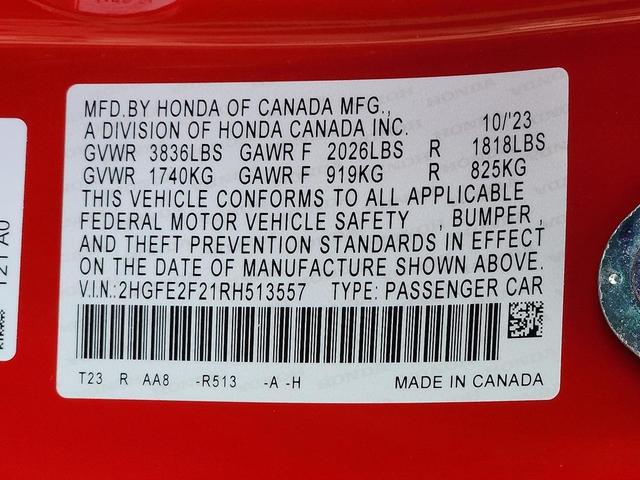 MFD.BY HONDA OF CANADA MFG.,
A DIVISION OF HONDA CANADA INC. 10/'23
GVWR 3836LBS GAWR F 2026LBS R 1818LBS
GVWR 1740KG GAWR F 919KG R 825KG
THIS VEHICLE CONFORMS TO ALL APPLICABLE
FEDERAL MOTOR VEHICLE SAFETY , BUMPER ,
AND THEFT PREVENTION STANDARDS IN EFFECT
ON THE DATE OF MANUFACTURE SHOWN ABOVE.
V.I.N.:2HGFE2F21RH513557 TYPE: PASSENGER CAR
T23 R AA8 -R513 -A -H MADE IN CANADA